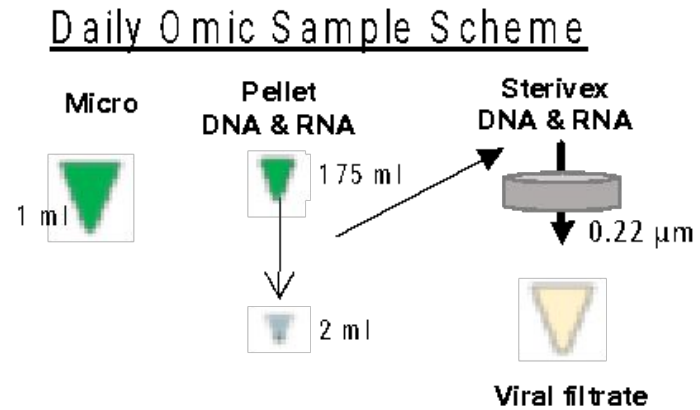 Daily Omic Sample Scheme
Micro
1 ml
Pellet
DNA & RNA
175 ml
2 ml
Sterivex
DNA & RNA
0.22 μm
Viral filtrate